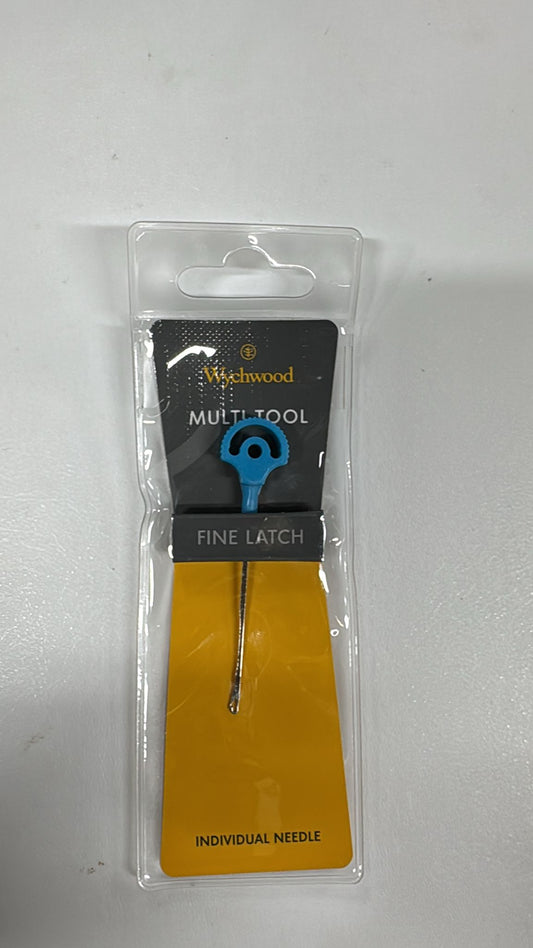 Wychwood
MULTI-TOOL
FINE LATCH
INDIVIDUAL NEEDLE